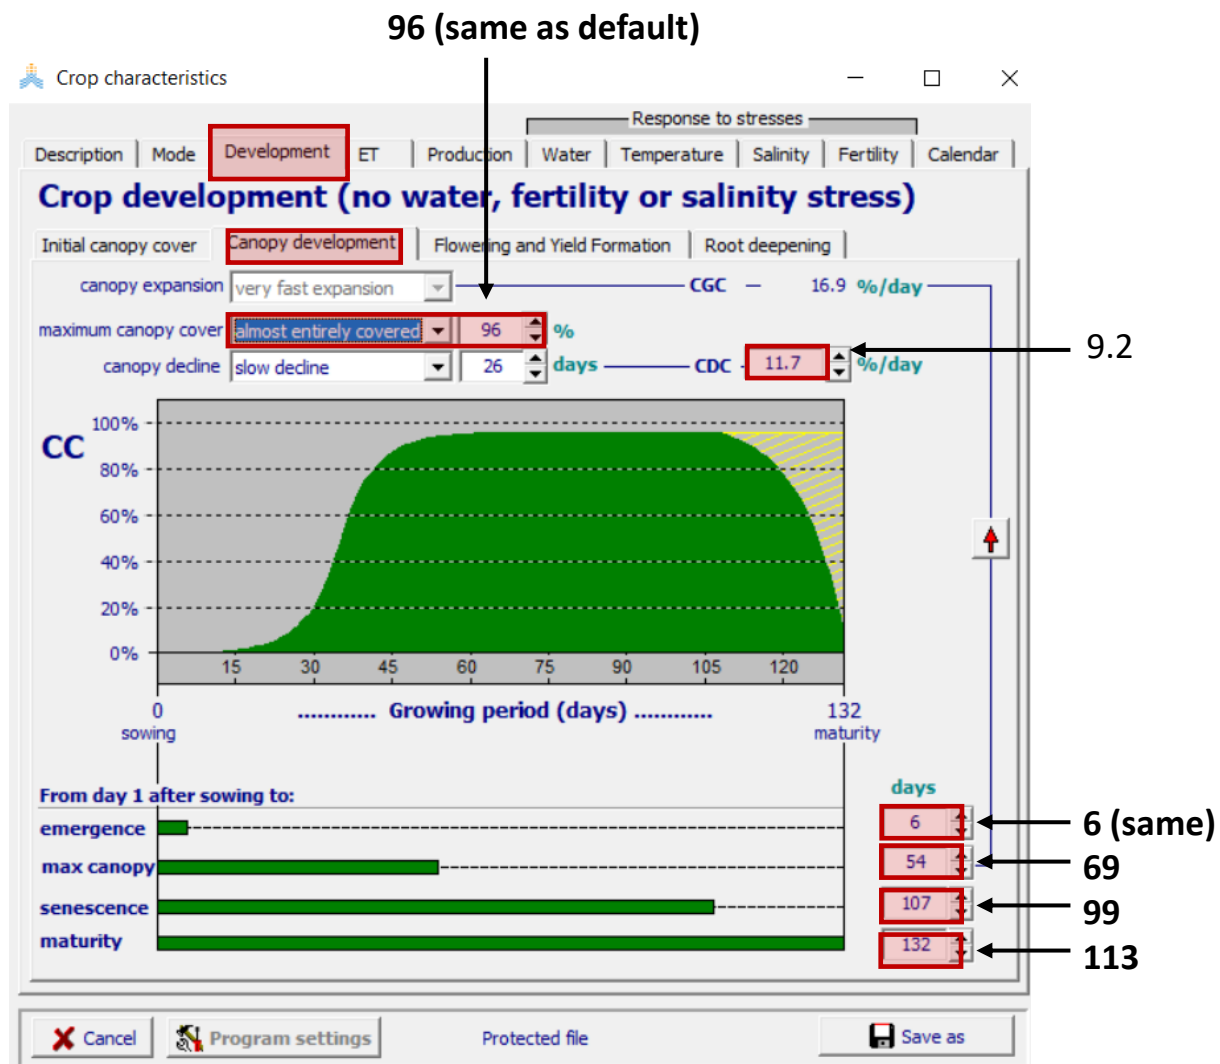 96 (same as default)
Crop characteristics
Response to stresses
Description Mode Development ET Production Water Temperature Salinity Fertility Calendar
Crop development (no water, fertility or salinity stress)
Initial canopy cover Canopy development Flowering and Yield Formation Root deepening
canopy expansion very fast expansion CGC 16.9 %/day
maximum canopy cover almost entirely covered 96 %
canopy decline slow decline 26 days CDC 11.7 %/day 9.2
CC
100%
80%
60%
40%
20%
0%
15 30 45 60 75 90 105 120
0 ............ Growing period (days) ............ 132
sowing maturity
From day 1 after sowing to: days
emergence 6 6 (same)
max canopy 54 69
senescence 107 99
maturity 132 113
Cancel Program settings Protected file Save as